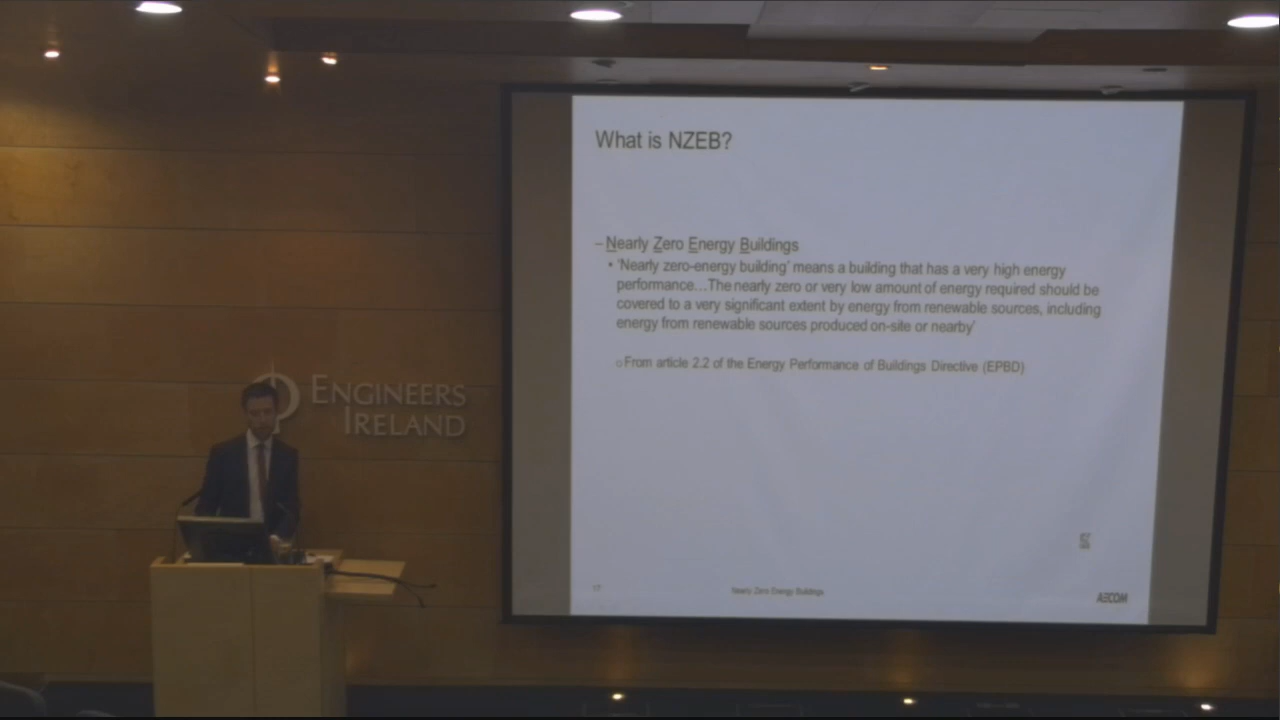 What is NZEB?
– Nearly Zero Energy Buildings
• 'Nearly zero-energy building' means a building that has a very high energy
performance…The nearly zero or very low amount of energy required should be
covered to a very significant extent by energy from renewable sources, including
energy from renewable sources produced on-site or nearby'
o From article 2.2 of the Energy Performance of Buildings Directive (EPBD)
ENGINEERS
IRELAND
Nearly Zero Energy Buildings
AECOM